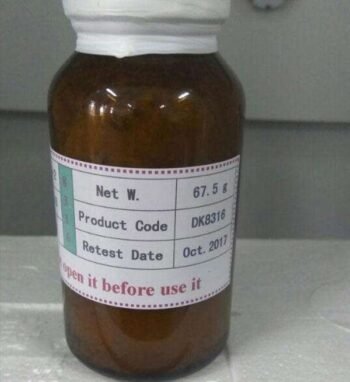 Net W. 67.5 g
Product Code DK8316
Retest Date Oct. 2017
open it before use it